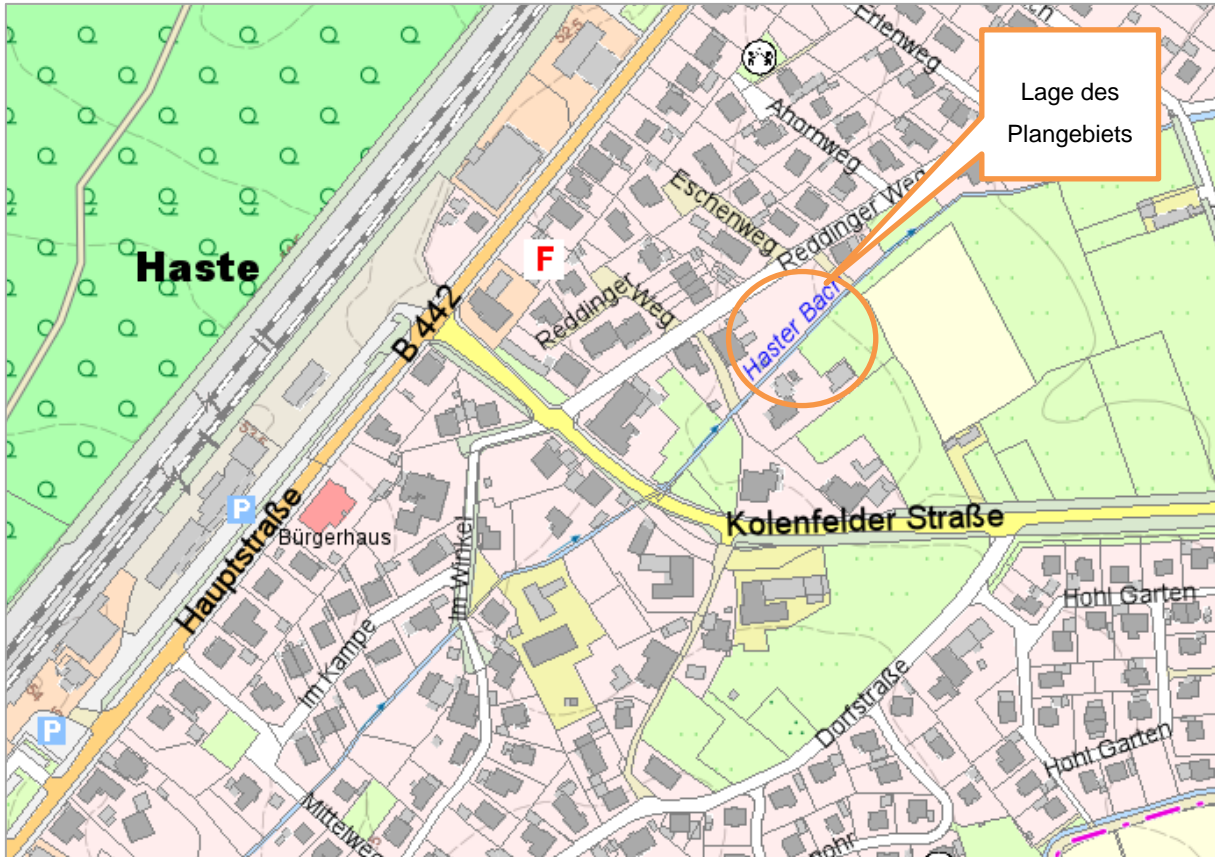 Erlenweg
Lage des
Plangebiets
Ahornweg
Eschenweg
Reddinger Weg
Haste
F
B 442
Reddinger Weg
Haster Bach
P
Hauptstraße
Bürgerhaus
Kolenfelder Straße
Im Winkel
Hohl Garten
Im Kampe
Dorfstraße
P
Hohl Garten
Mittelweg